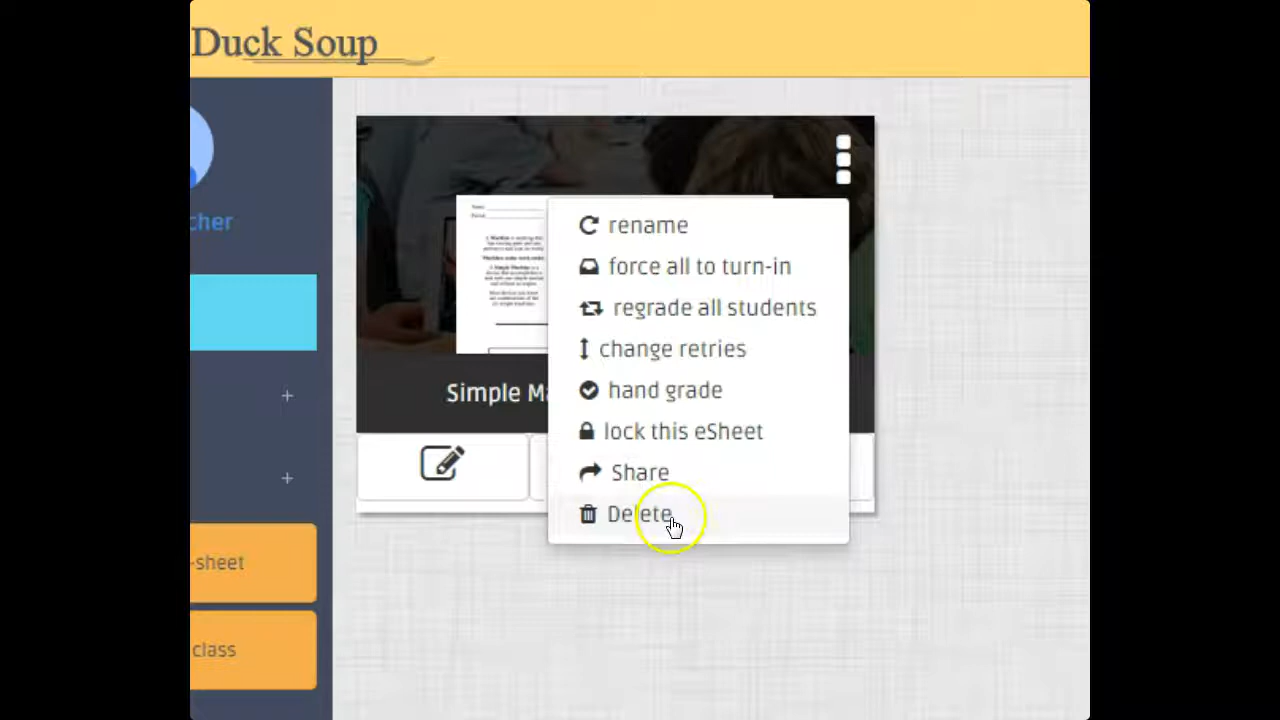 Duck Soup
cher
rename
force all to turn-in
regrade all students
change retries
hand grade
Simple Ma
lock this eSheet
Share
Delete
-sheet
class